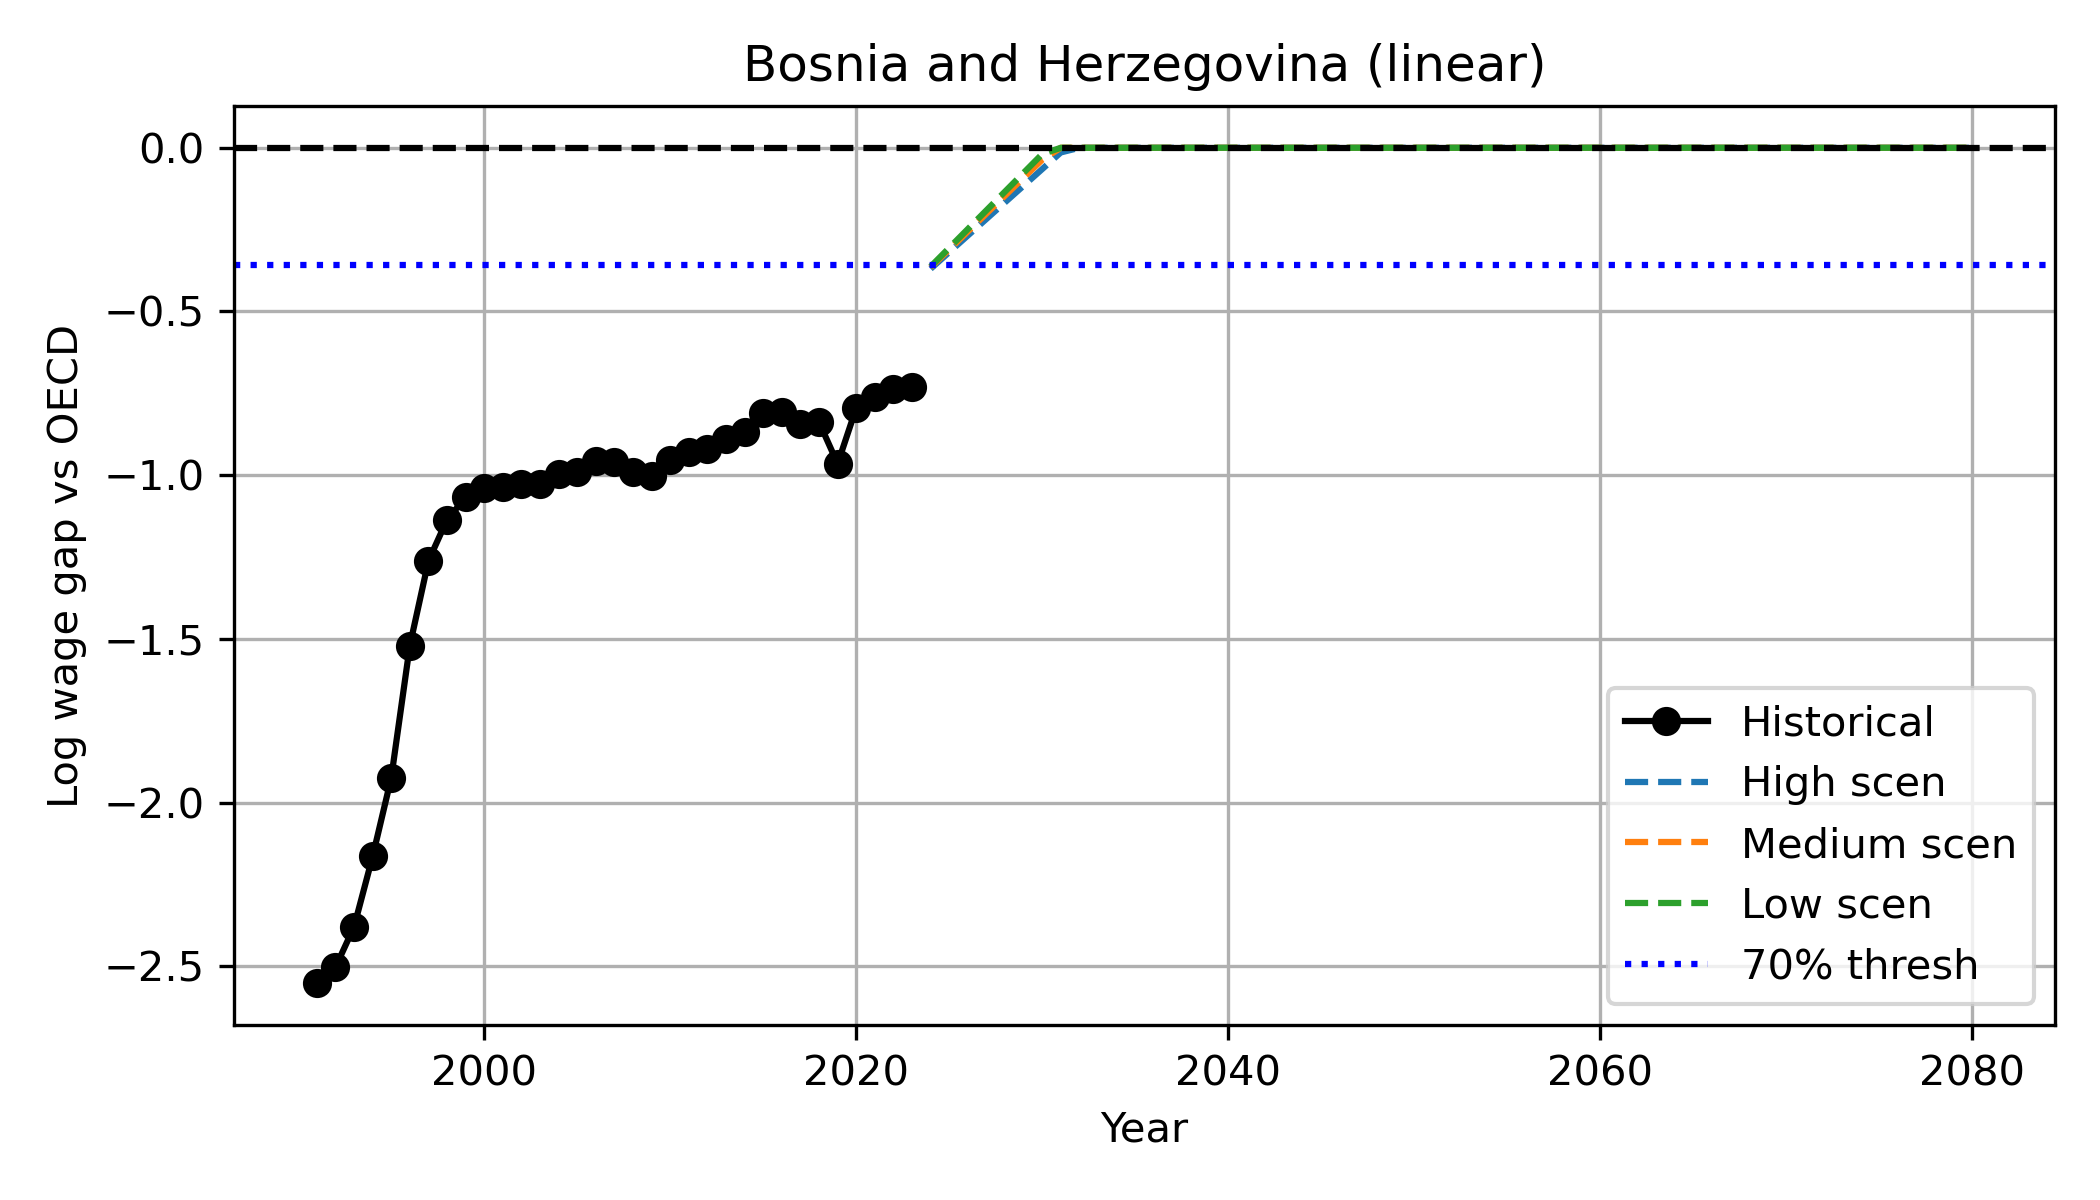 Bosnia and Herzegovina (linear)
Log wage gap vs OECD
0.0
−0.5
−1.0
−1.5
−2.0
−2.5
Historical
High scen
Medium scen
Low scen
70% thresh
2000
2020
2040
2060
2080
Year